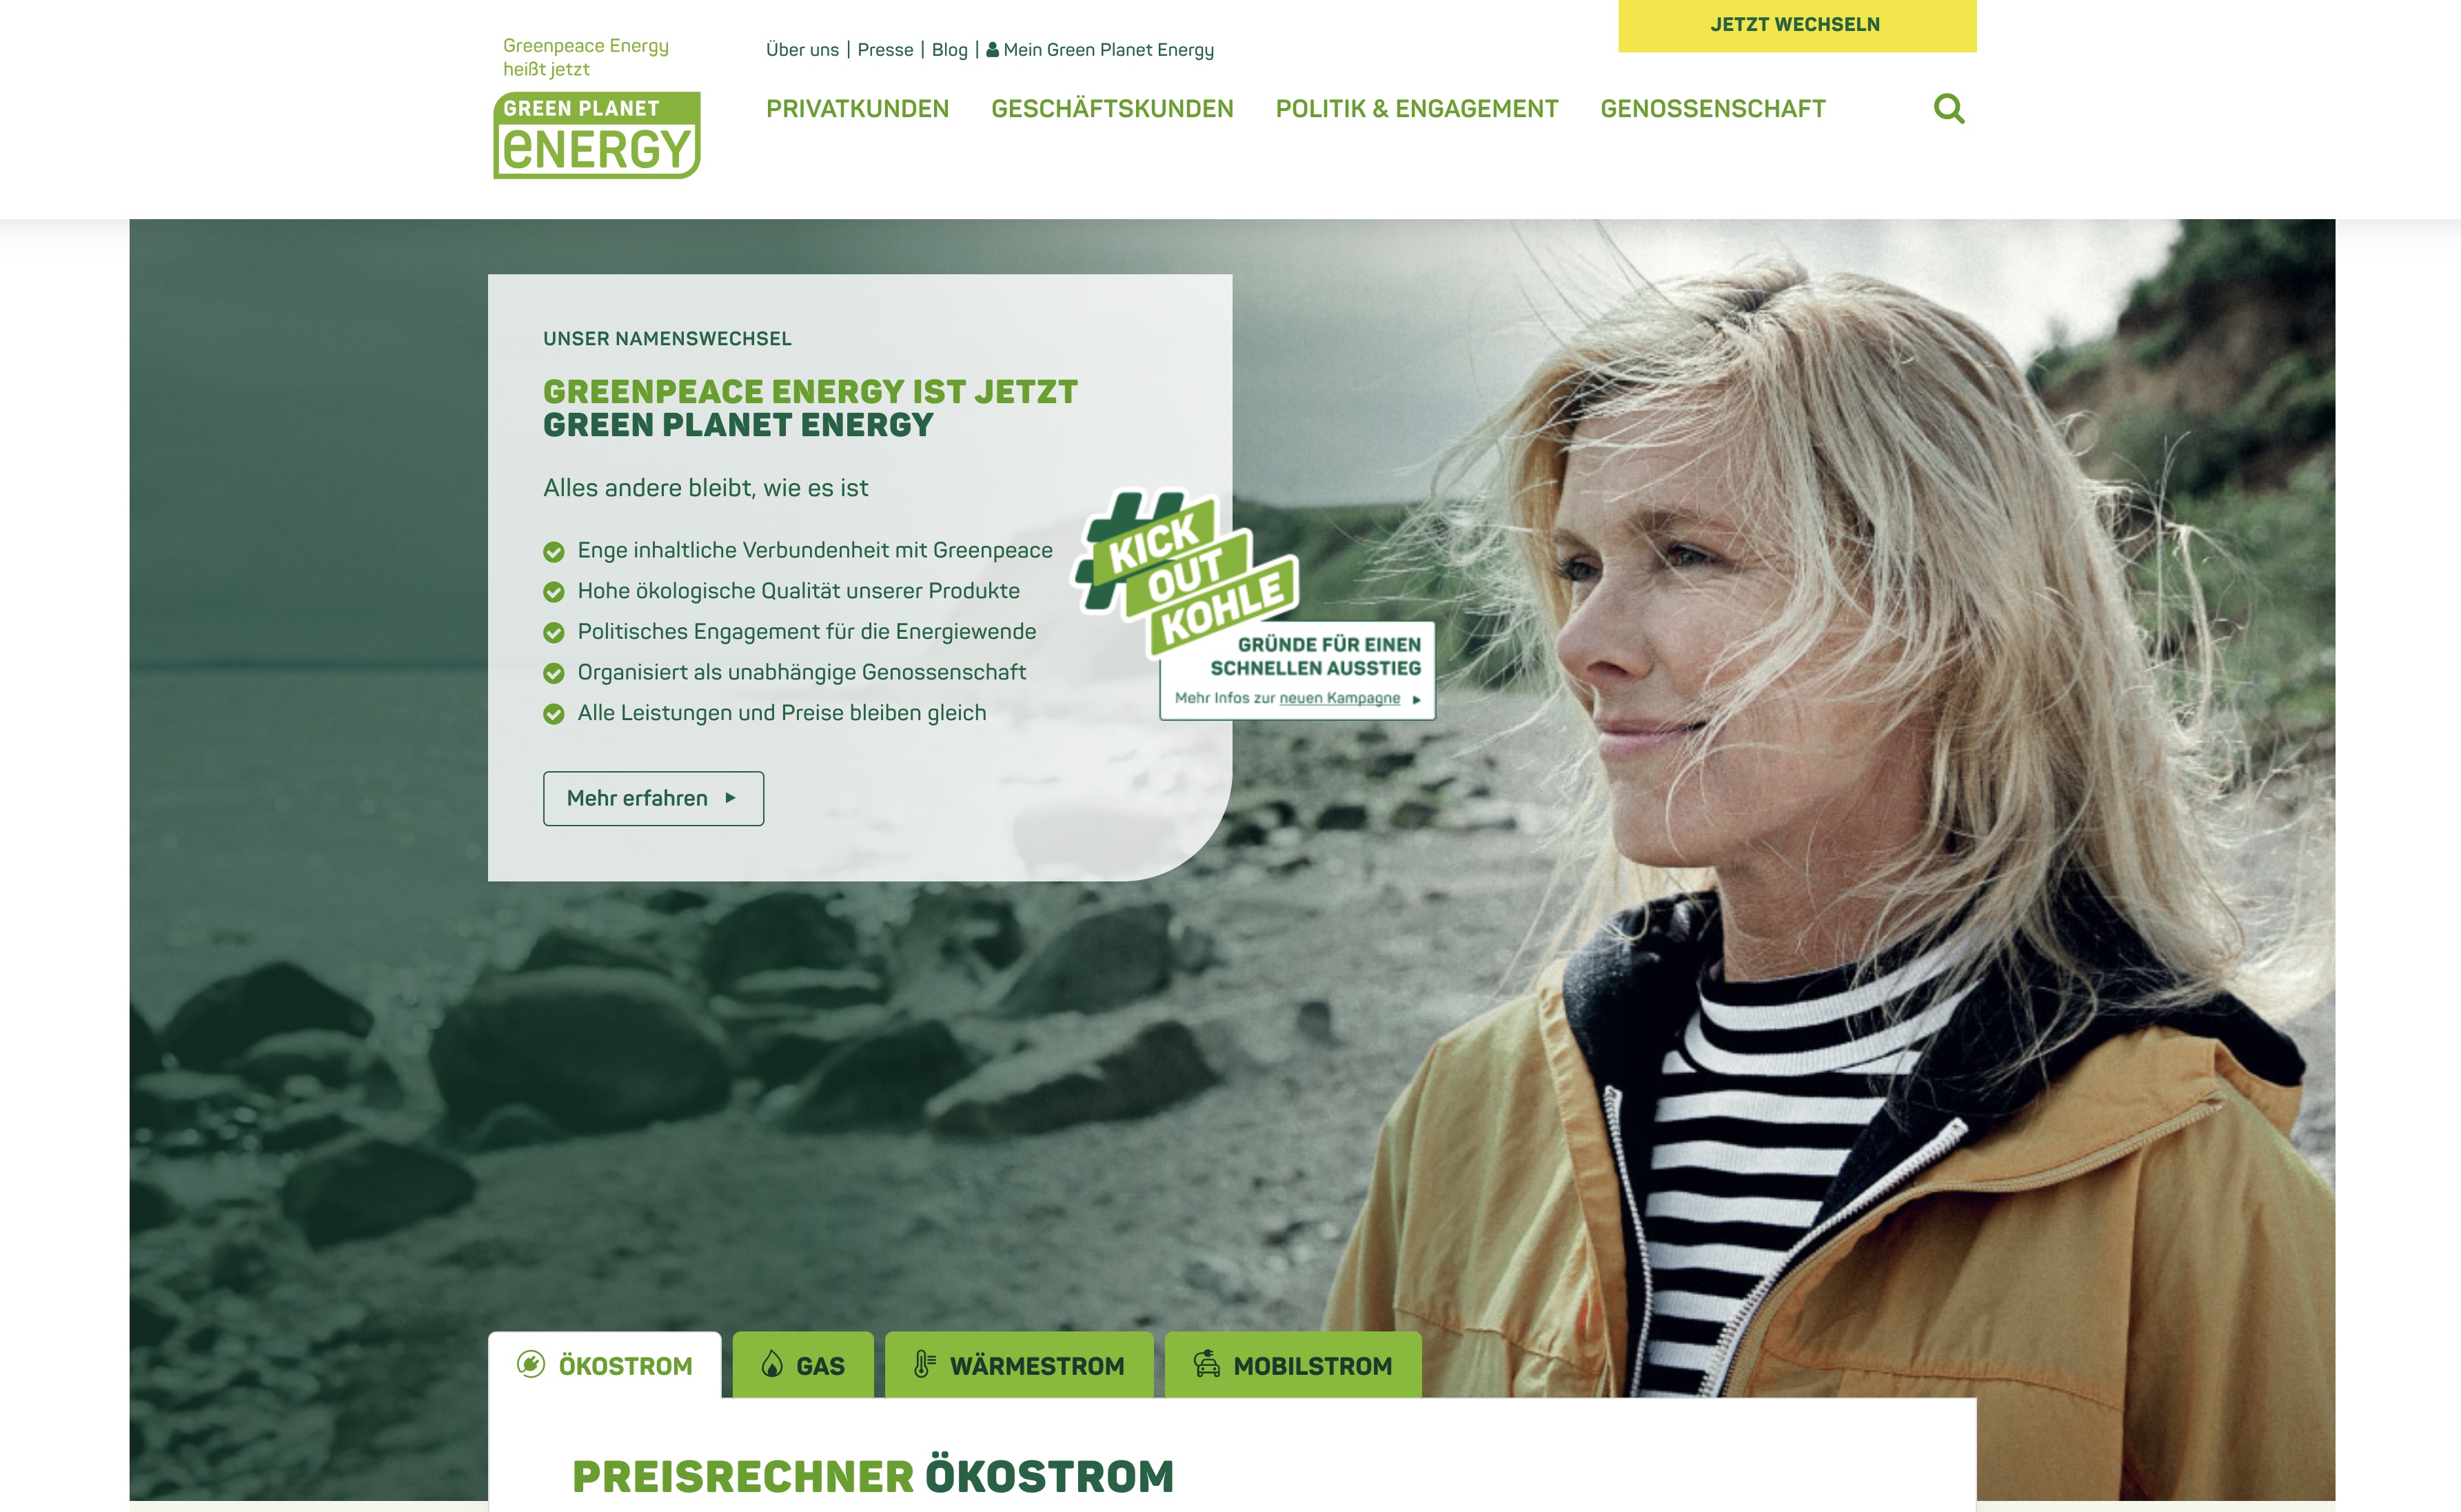 JETZT WECHSELN
Greenpeace Energy
heißt jetzt
GREEN PLANET
eNERGY
Über uns | Presse | Blog | Mein Green Planet Energy
PRIVATKUNDEN GESCHÄFTSKUNDEN POLITIK & ENGAGEMENT GENOSSENSCHAFT
UNSER NAMENSWECHSEL
GREENPEACE ENERGY IST JETZT
GREEN PLANET ENERGY
Alles andere bleibt, wie es ist
Enge inhaltliche Verbundenheit mit Greenpeace
Hohe ökologische Qualität unserer Produkte
Politisches Engagement für die Energiewende
Organisiert als unabhängige Genossenschaft
Alle Leistungen und Preise bleiben gleich
Mehr erfahren
#KICK
OUT
KOHLE
GRÜNDE FÜR EINEN
SCHNELLEN AUSSTIEG
Mehr Infos zur neuen Kampagne
ÖKOSTROM GAS WÄRMESTROM MOBILSTROM
PREISRECHNER ÖKOSTROM